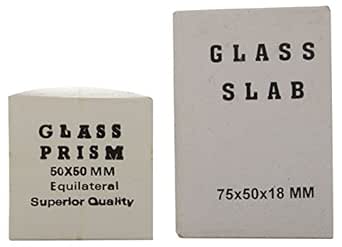 GLASS
PRISM
50X50 MM
Equilateral
Superior Quality
GLASS
SLAB
75x50x18 MM